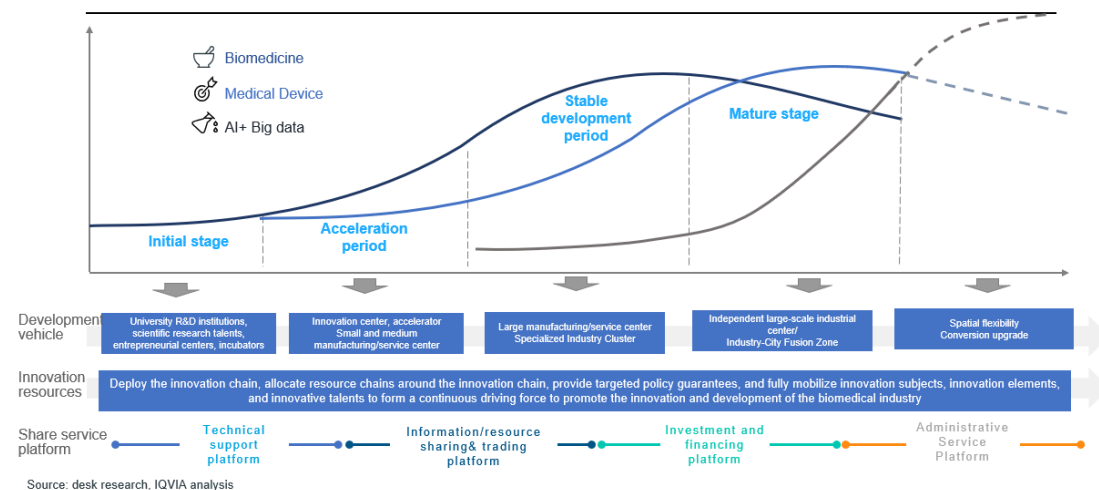 Biomedicine
Medical Device
AI+ Big data
Initial stage
Acceleration
period
Stable
development
period
Mature stage
Development
vehicle
University R&D institutions,
scientific research talents,
entrepreneurial centers, incubators
Innovation center, accelerator
Small and medium
manufacturing/service center
Large manufacturing/service center
Specialized Industry Cluster
Independent large-scale industrial
center/
Industry-City Fusion Zone
Spatial flexibility
Conversion upgrade
Innovation
resources
Deploy the innovation chain, allocate resource chains around the innovation chain, provide targeted policy guarantees, and fully mobilize innovation subjects, innovation elements,
and innovative talents to form a continuous driving force to promote the innovation and development of the biomedical industry
Share service
platform
Technical
support
platform
Information/resource
sharing& trading
platform
Investment and
financing
platform
Administrative
Service
Platform
Source: desk research, IQVIA analysis